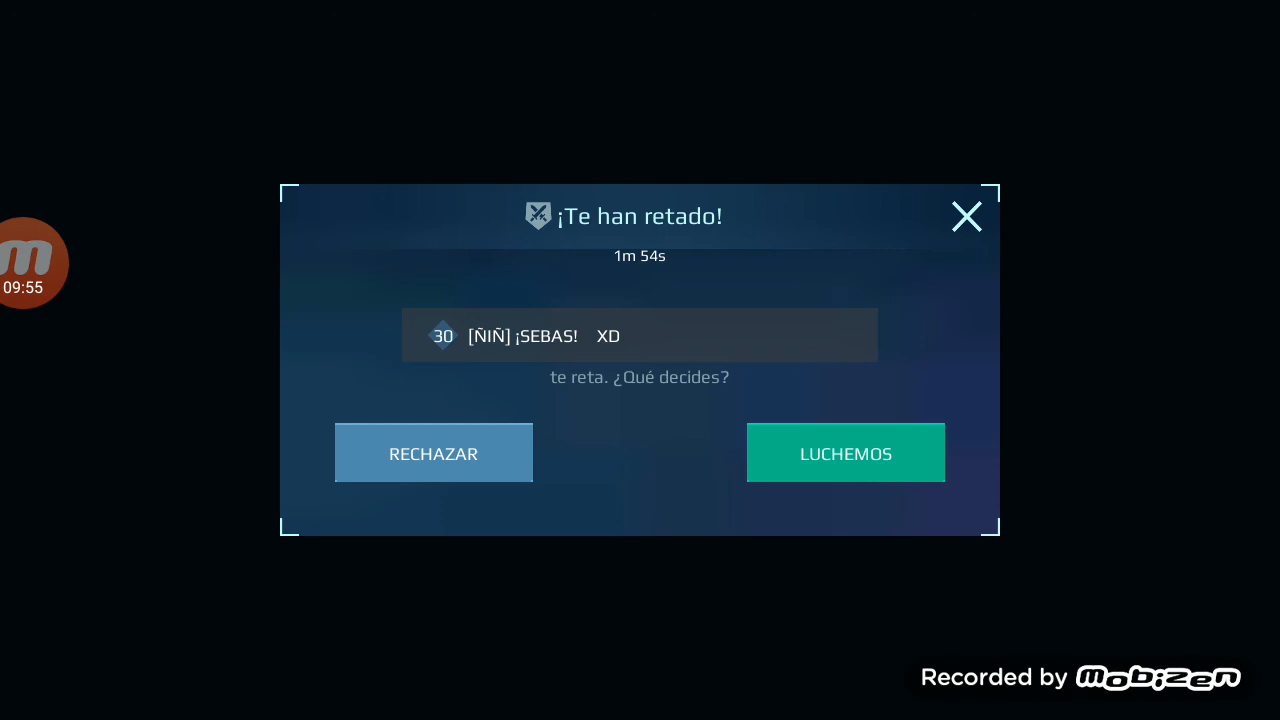 ¡Te han retado!
1m 54s
30 [ÑIÑ] ¡SEBAS! XD
te reta. ¿Qué decides?
RECHAZAR
LUCHEMOS
m
09:55
Recorded by mobizen